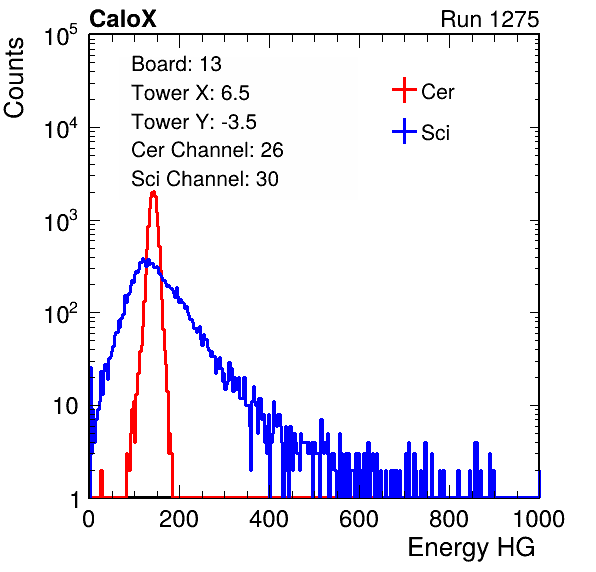 CaloX Run 1275
Counts
Board: 13
Tower X: 6.5
Tower Y: -3.5
Cer Channel: 26
Sci Channel: 30
Cer
Sci
10^5
10^4
10^3
10^2
10
1
0 200 400 600 800 1000
Energy HG